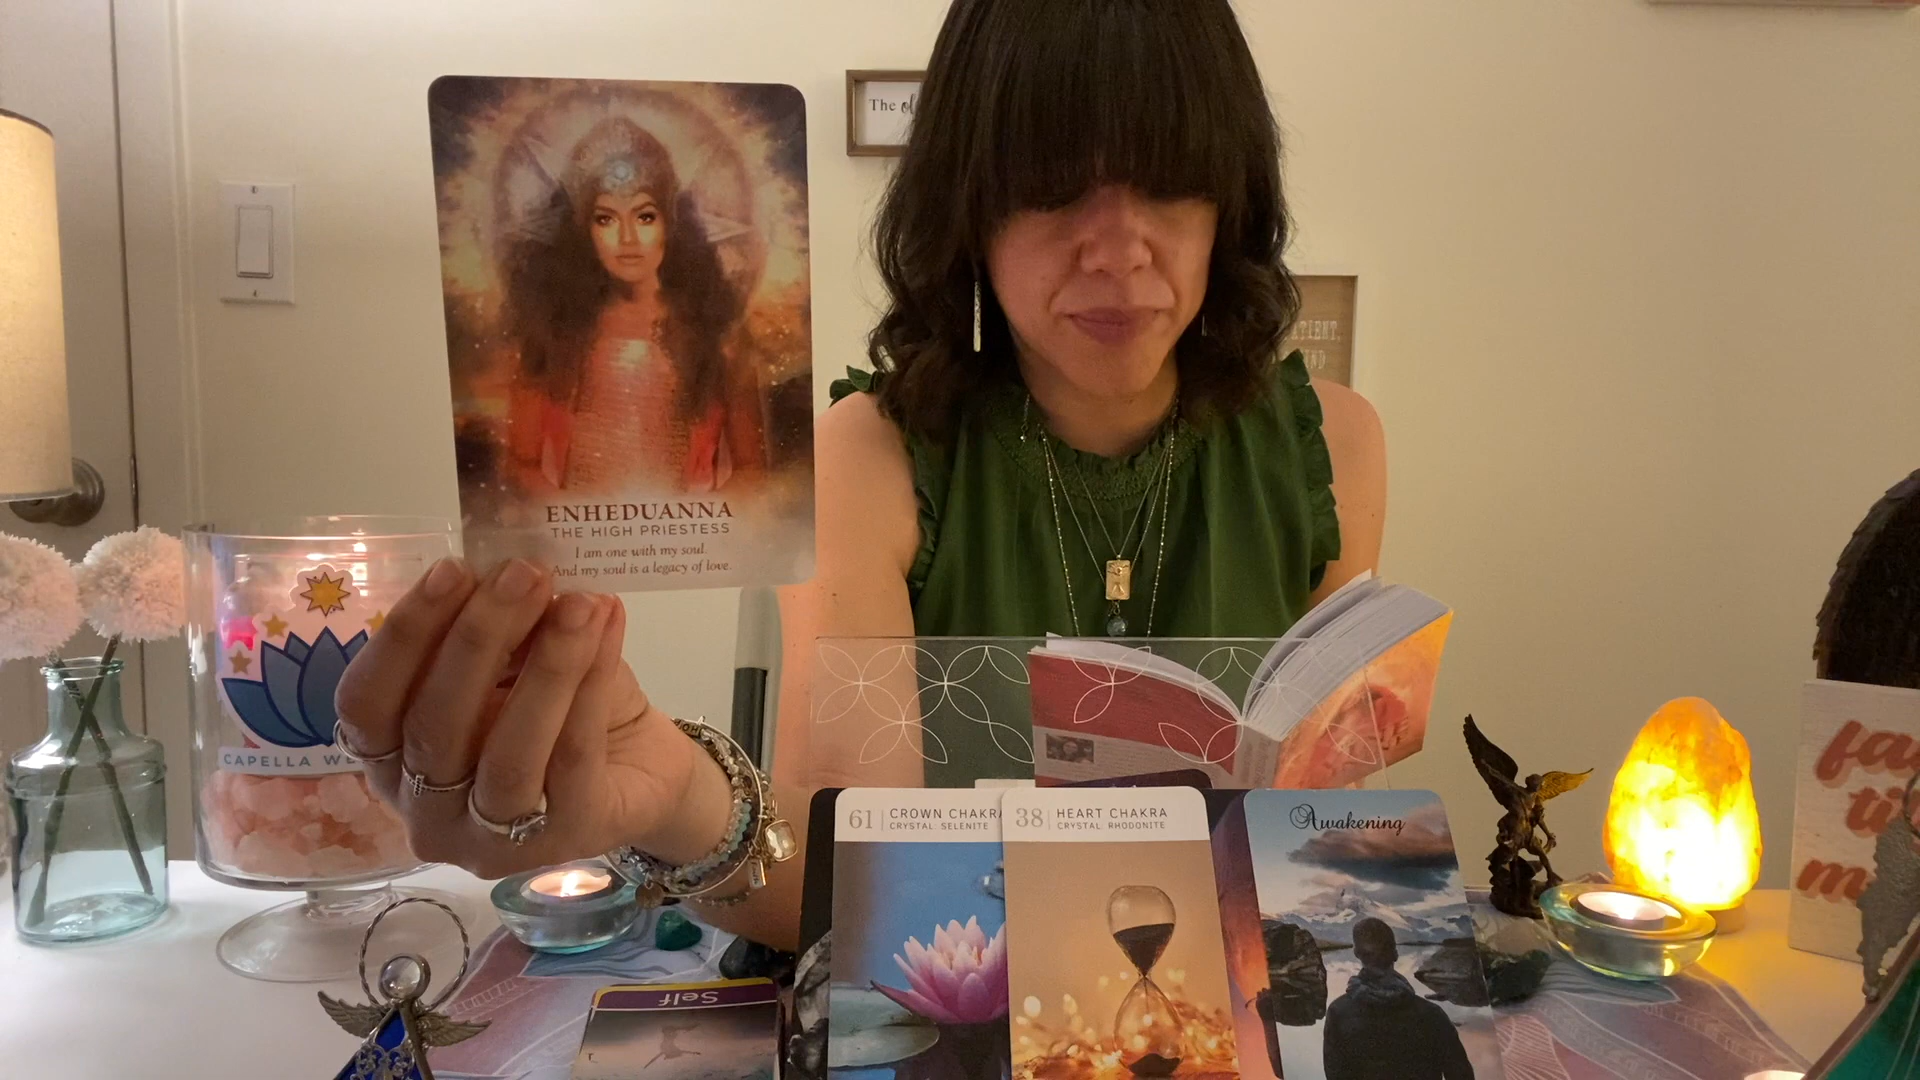 The
ENHEDUANNA
THE HIGH PRIESTESS
I am one with my soul.
And my soul is a legacy of love.
CAPELLA
61 CROWN CHAKRA
CRYSTAL: SELENITE
38 HEART CHAKRA
CRYSTAL: RHODONITE
Awakening
Self